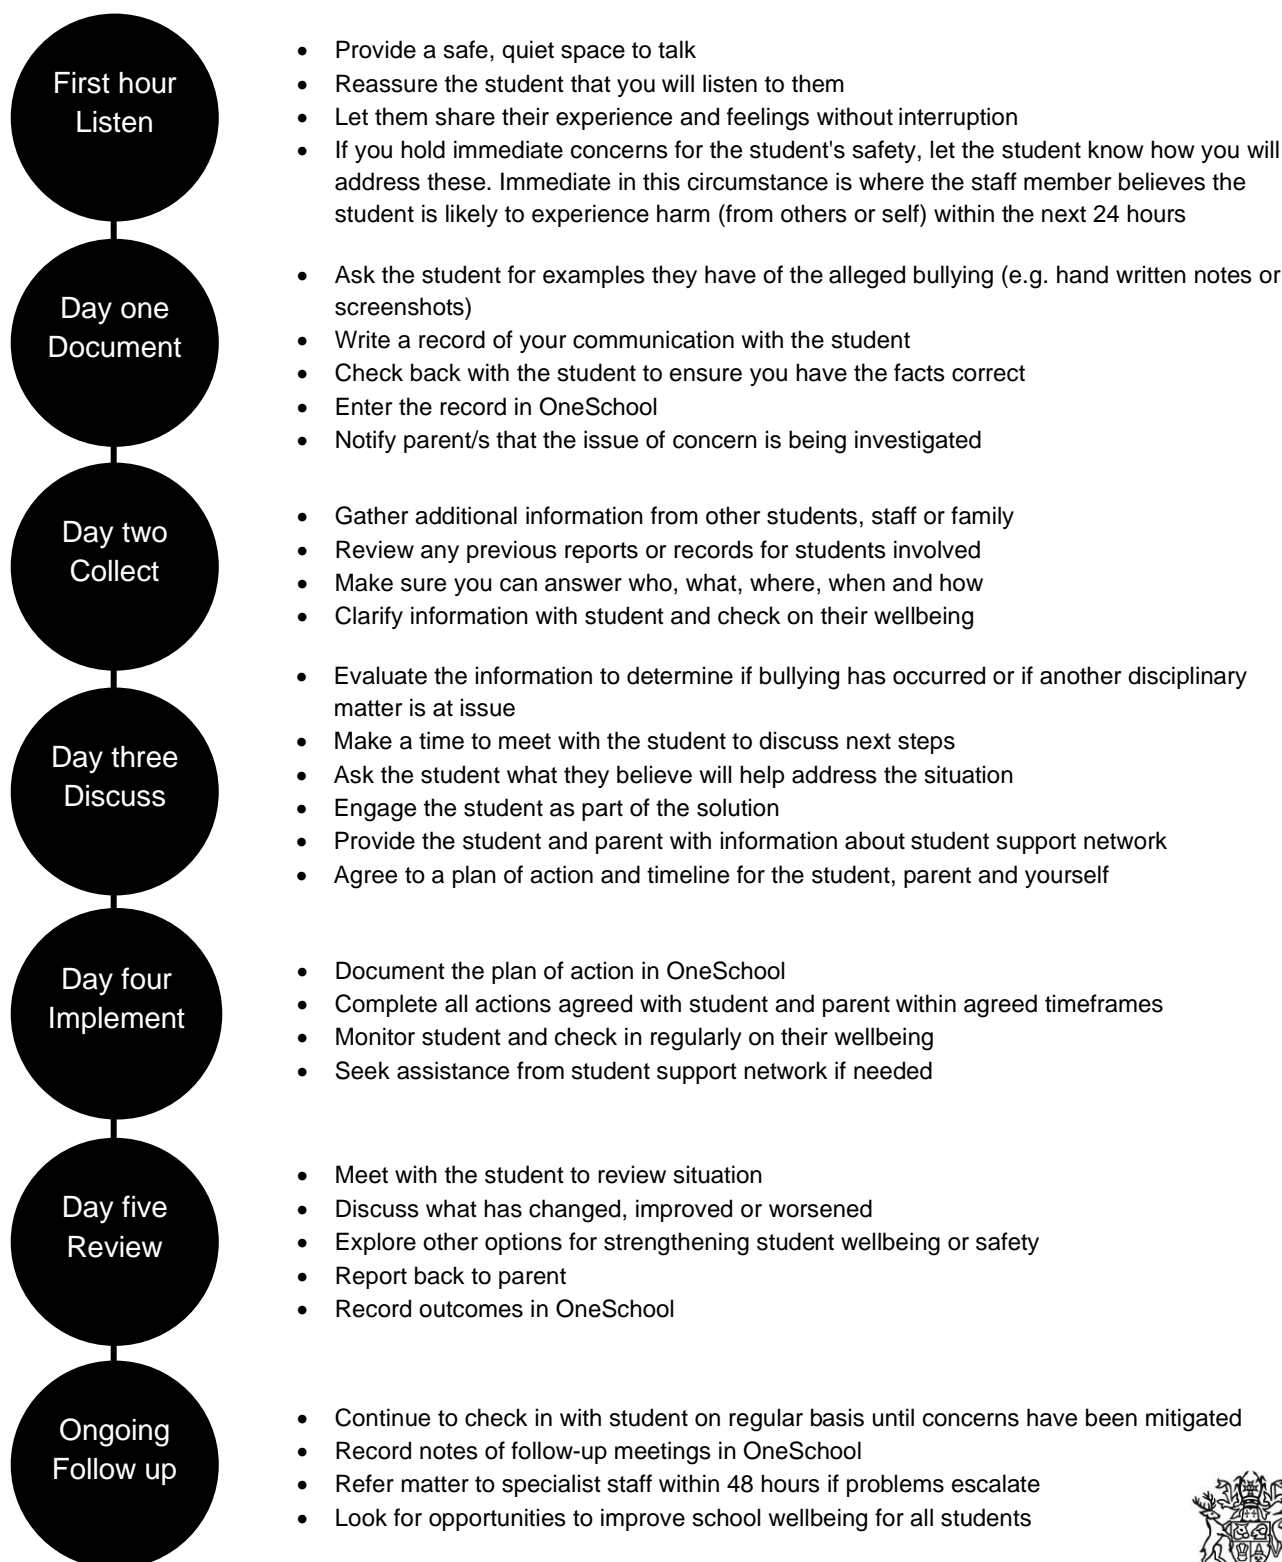 First hour
Listen
• Provide a safe, quiet space to talk
• Reassure the student that you will listen to them
• Let them share their experience and feelings without interruption
• If you hold immediate concerns for the student's safety, let the student know how you will
address these. Immediate in this circumstance is where the staff member believes the
student is likely to experience harm (from others or self) within the next 24 hours
Day one
Document
• Ask the student for examples they have of the alleged bullying (e.g. hand written notes or
screenshots)
• Write a record of your communication with the student
• Check back with the student to ensure you have the facts correct
• Enter the record in OneSchool
• Notify parent/s that the issue of concern is being investigated
Day two
Collect
• Gather additional information from other students, staff or family
• Review any previous reports or records for students involved
• Make sure you can answer who, what, where, when and how
• Clarify information with student and check on their wellbeing
Day three
Discuss
• Evaluate the information to determine if bullying has occurred or if another disciplinary
matter is at issue
• Make a time to meet with the student to discuss next steps
• Ask the student what they believe will help address the situation
• Engage the student as part of the solution
• Provide the student and parent with information about student support network
• Agree to a plan of action and timeline for the student, parent and yourself
Day four
Implement
• Document the plan of action in OneSchool
• Complete all actions agreed with student and parent within agreed timeframes
• Monitor student and check in regularly on their wellbeing
• Seek assistance from student support network if needed
Day five
Review
• Meet with the student to review situation
• Discuss what has changed, improved or worsened
• Explore other options for strengthening student wellbeing or safety
• Report back to parent
• Record outcomes in OneSchool
Ongoing
Follow up
• Continue to check in with student on regular basis until concerns have been mitigated
• Record notes of follow-up meetings in OneSchool
• Refer matter to specialist staff within 48 hours if problems escalate
• Look for opportunities to improve school wellbeing for all students